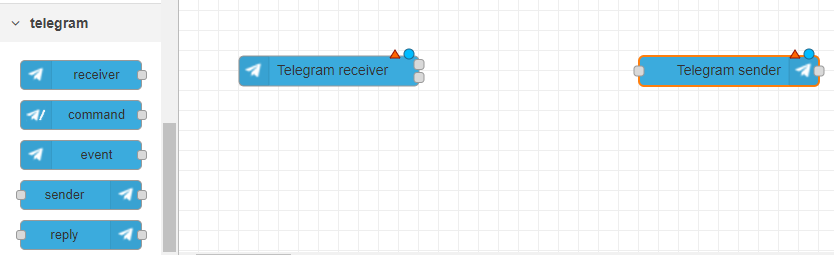 telegram
receiver
command
event
sender
reply
Telegram receiver
Telegram sender